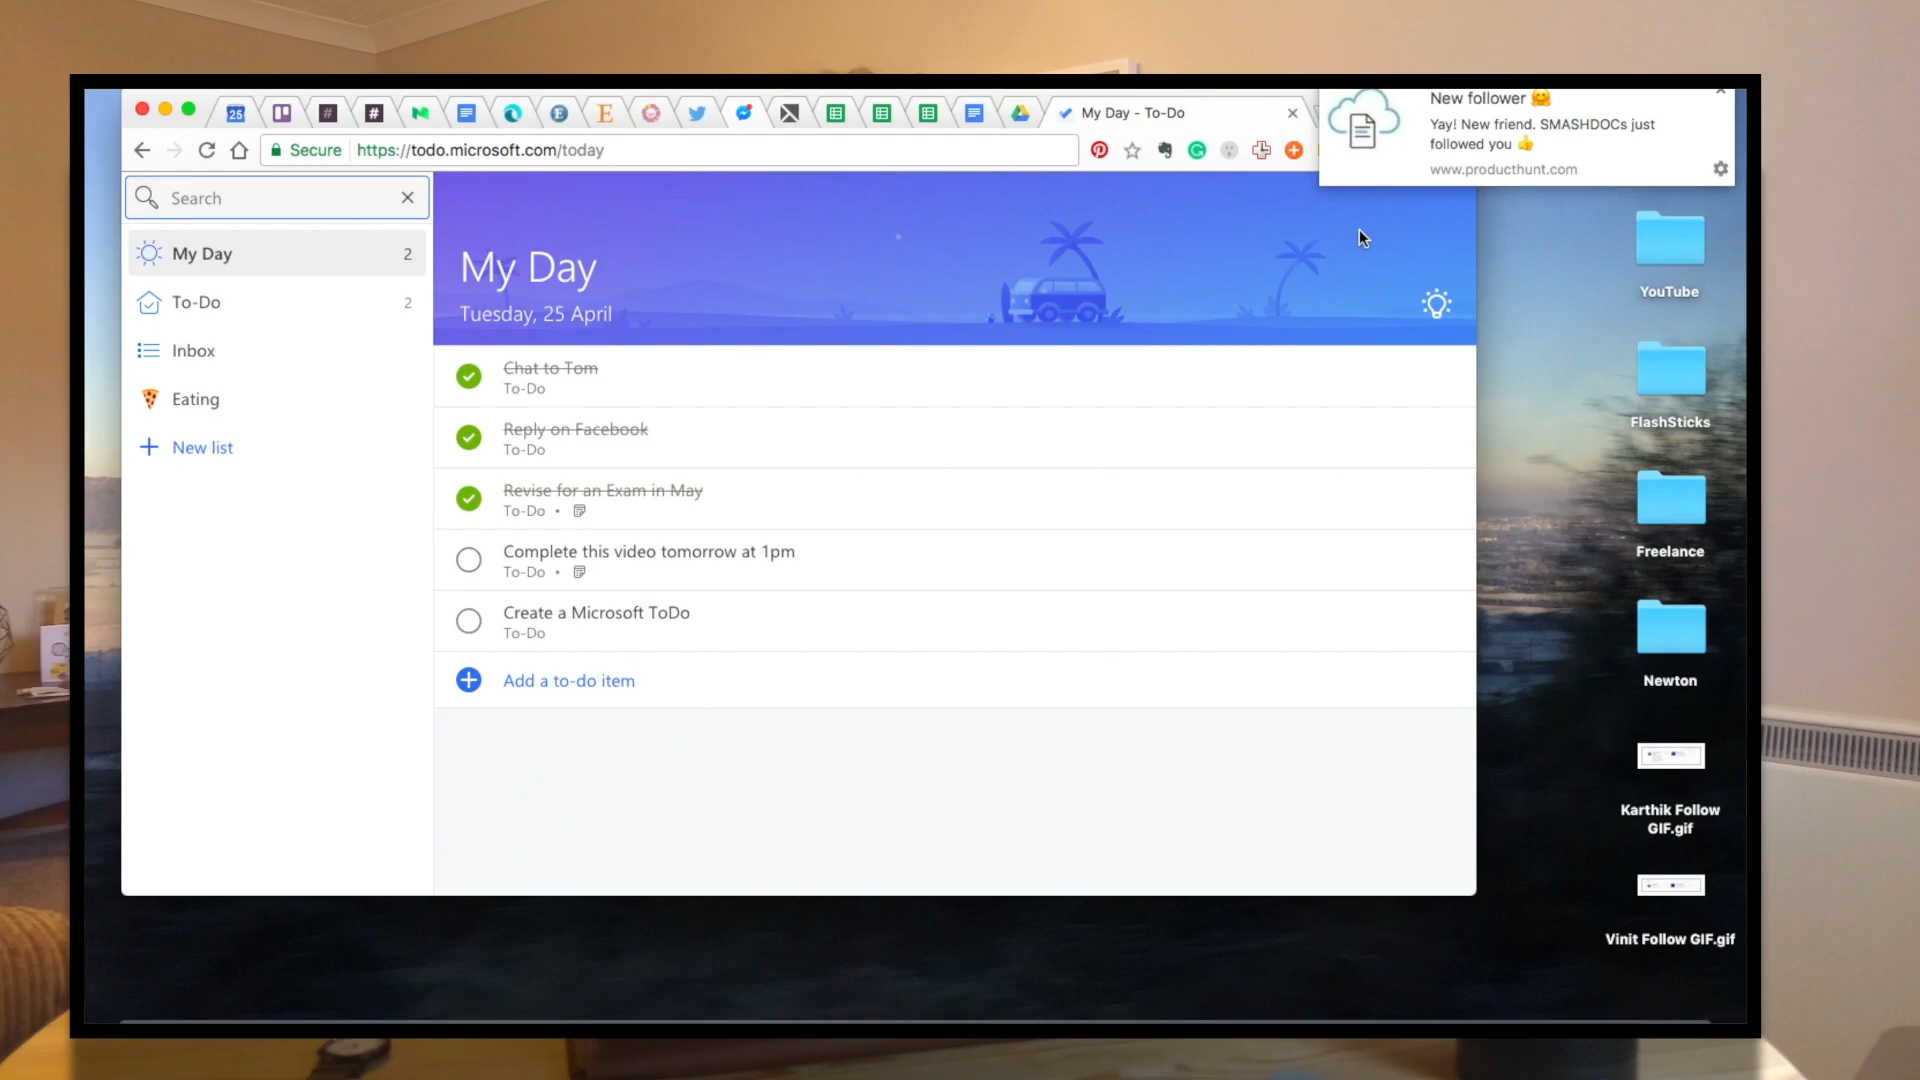 25
My Day - To-Do
Secure
https://todo.microsoft.com/today
New follower 🤗
Yay! New friend. SMASHDOCs just
followed you 👍
www.producthunt.com
Search
My Day
2
To-Do
2
Inbox
Eating
New list
My Day
Tuesday, 25 April
Chat to Tom
To-Do
Reply on Facebook
To-Do
Revise for an Exam in May
To-Do •
Complete this video tomorrow at 1pm
To-Do •
Create a Microsoft ToDo
To-Do
Add a to-do item
YouTube
FlashSticks
Freelance
Newton
Karthik Follow
GIF.gif
Vinit Follow GIF.gif